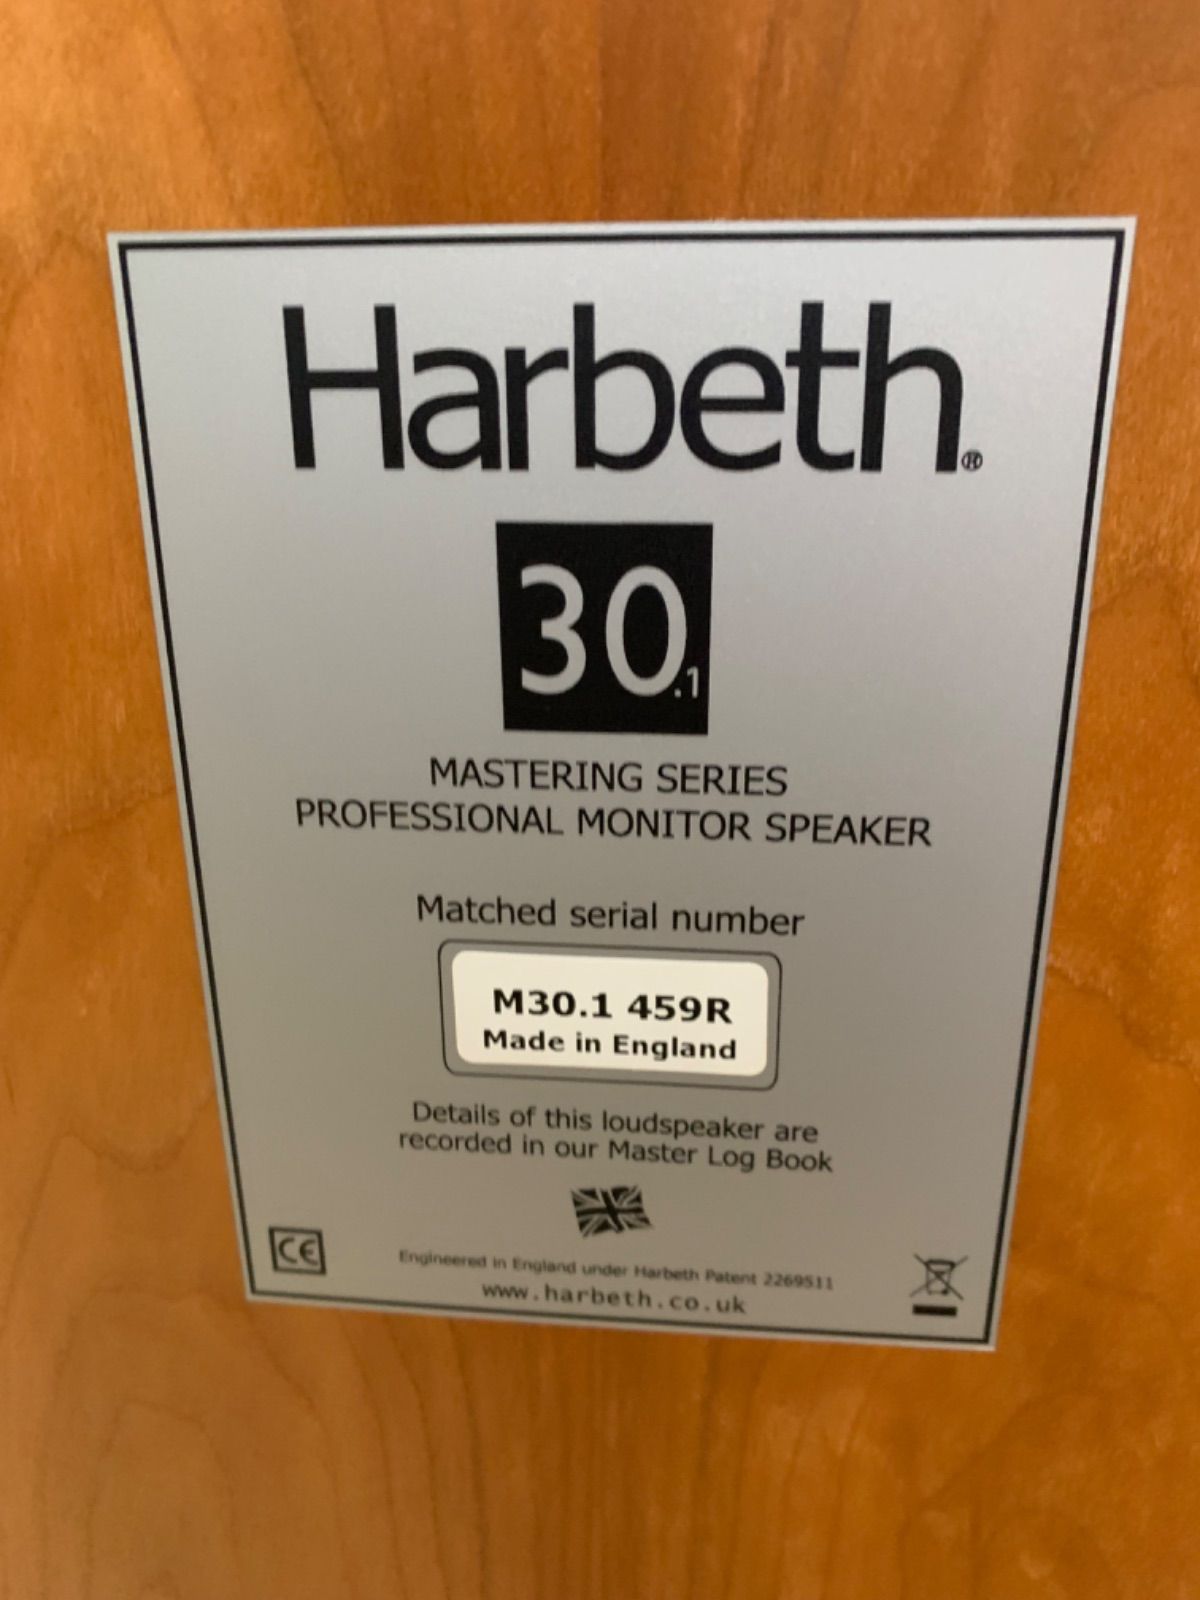 Harbeth®
30.1
MASTERING SERIES
PROFESSIONAL MONITOR SPEAKER
Matched serial number
M30.1 459R
Made in England
Details of this loudspeaker are
recorded in our Master Log Book
CE
Engineered in England under Harbeth Patent 2269511
www.harbeth.co.uk